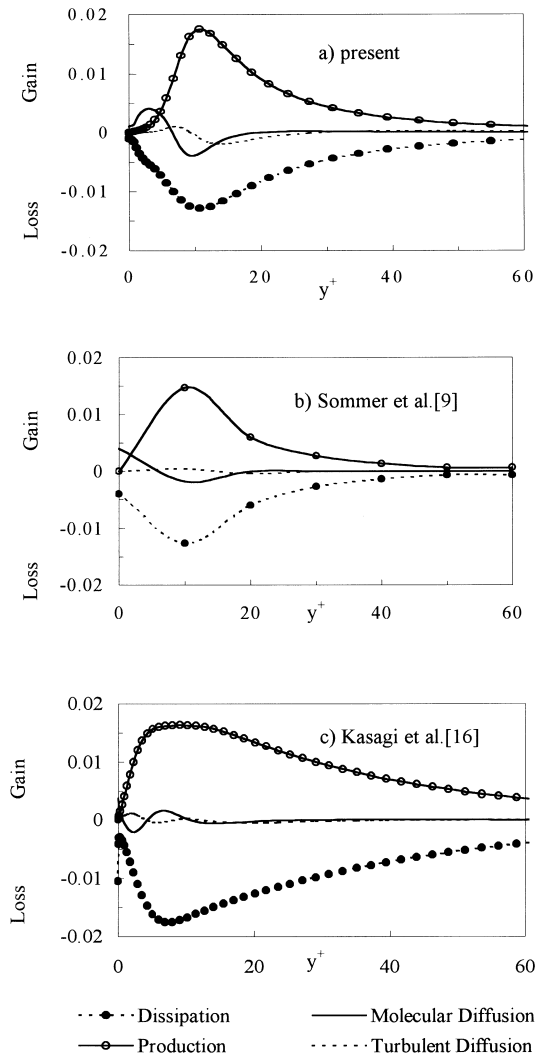 0.02
0.01
0
-0.01
-0.02
Gain
Loss
a) present
0 20 40 60
y+
0.02
0.01
0
-0.01
-0.02
Gain
Loss
b) Sommer et al.[9]
0 20 40 60
y+
0.02
0.01
0
-0.01
-0.02
Gain
Loss
c) Kasagi et al.[16]
0 20 40 60
y+
Dissipation Molecular Diffusion
Production Turbulent Diffusion